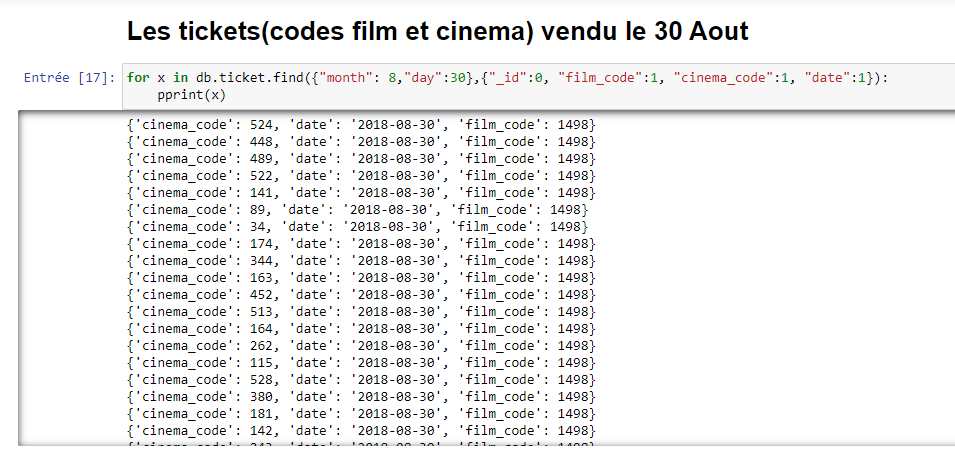 Les tickets(codes film et cinema) vendu le 30 Aout
Entrée [17]: for x in db.ticket.find({"month": 8,"day":30},{"_id":0, "film_code":1, "cinema_code":1, "date":1}):
pprint(x)
{'cinema_code': 524, 'date': '2018-08-30', 'film_code': 1498}
{'cinema_code': 448, 'date': '2018-08-30', 'film_code': 1498}
{'cinema_code': 489, 'date': '2018-08-30', 'film_code': 1498}
{'cinema_code': 522, 'date': '2018-08-30', 'film_code': 1498}
{'cinema_code': 141, 'date': '2018-08-30', 'film_code': 1498}
{'cinema_code': 89, 'date': '2018-08-30', 'film_code': 1498}
{'cinema_code': 34, 'date': '2018-08-30', 'film_code': 1498}
{'cinema_code': 174, 'date': '2018-08-30', 'film_code': 1498}
{'cinema_code': 344, 'date': '2018-08-30', 'film_code': 1498}
{'cinema_code': 163, 'date': '2018-08-30', 'film_code': 1498}
{'cinema_code': 452, 'date': '2018-08-30', 'film_code': 1498}
{'cinema_code': 513, 'date': '2018-08-30', 'film_code': 1498}
{'cinema_code': 164, 'date': '2018-08-30', 'film_code': 1498}
{'cinema_code': 262, 'date': '2018-08-30', 'film_code': 1498}
{'cinema_code': 115, 'date': '2018-08-30', 'film_code': 1498}
{'cinema_code': 528, 'date': '2018-08-30', 'film_code': 1498}
{'cinema_code': 380, 'date': '2018-08-30', 'film_code': 1498}
{'cinema_code': 181, 'date': '2018-08-30', 'film_code': 1498}
{'cinema_code': 142, 'date': '2018-08-30', 'film_code': 1498}